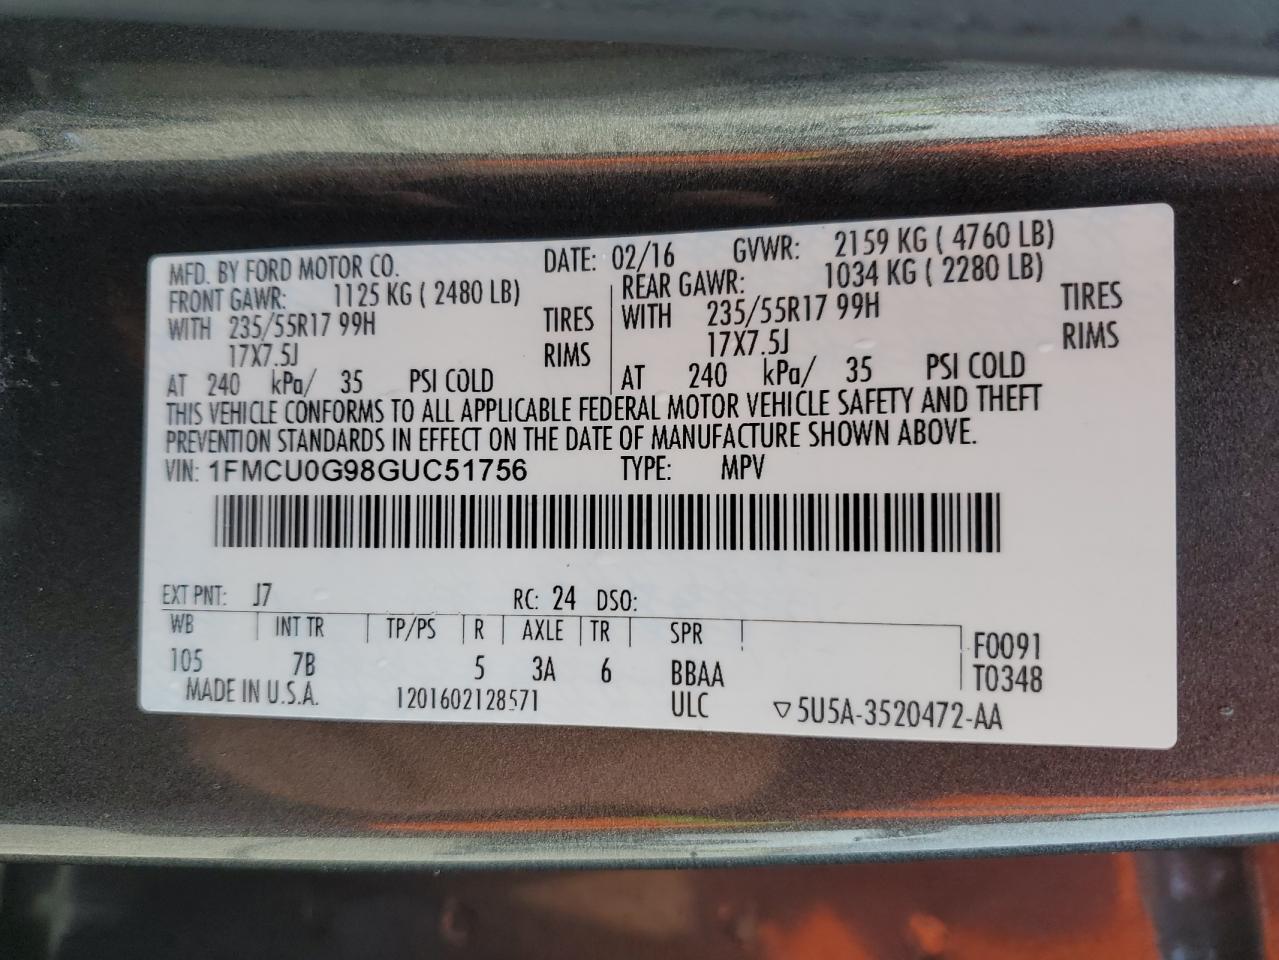 MFD. BY FORD MOTOR CO. DATE: 02/16 GVWR: 2159 KG ( 4760 LB)
FRONT GAWR: 1125 KG ( 2480 LB) REAR GAWR: 1034 KG ( 2280 LB)
WITH 235/55R17 99H TIRES WITH 235/55R17 99H TIRES
17X7.5J RIMS 17X7.5J RIMS
AT 240 kPa/ 35 PSI COLD AT 240 kPa/ 35 PSI COLD
THIS VEHICLE CONFORMS TO ALL APPLICABLE FEDERAL MOTOR VEHICLE SAFETY AND THEFT
PREVENTION STANDARDS IN EFFECT ON THE DATE OF MANUFACTURE SHOWN ABOVE.
VIN: 1FMCU0G98GUC51756 TYPE: MPV
EXT PNT: J7 RC: 24 DSO:
WB INT TR TP/PS R AXLE TR SPR F0091
105 7B 5 3A 6 BBAA T0348
MADE IN U.S.A. 1201602128571 ULC ▽5U5A-3520472-AA